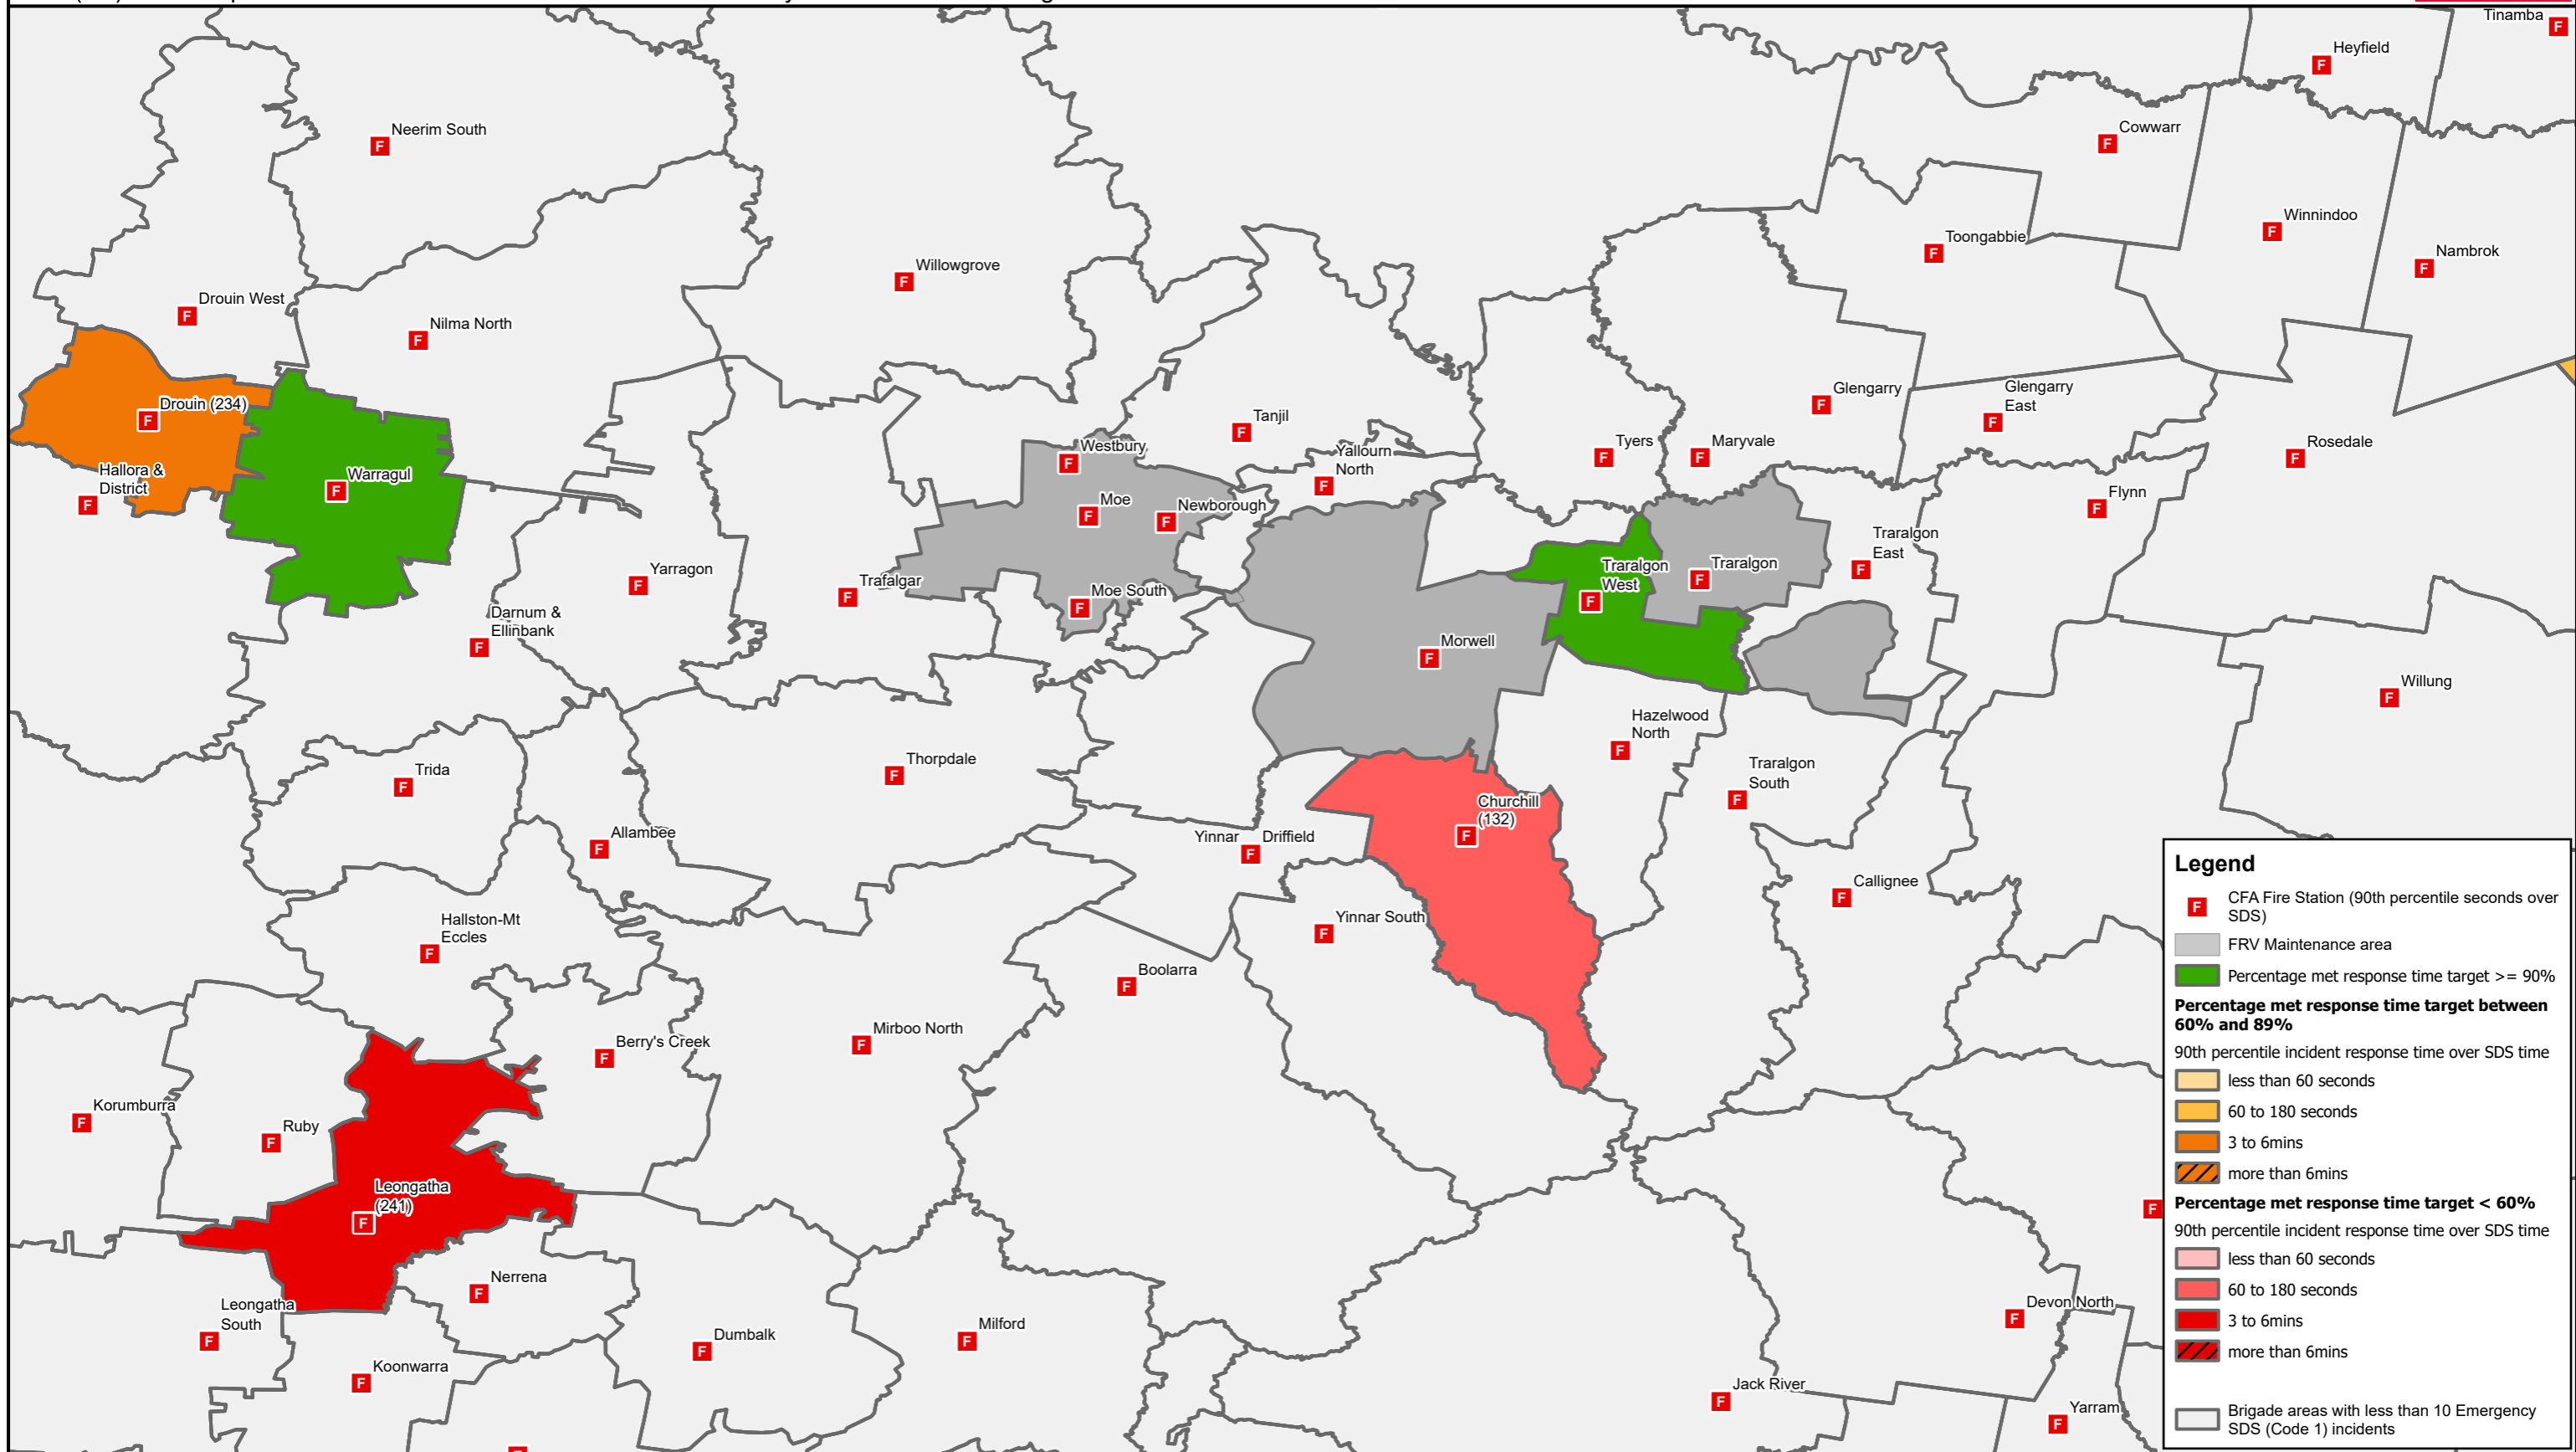 Tinamba
Heyfield
Neerim South
Cowwarr
Winnindoo
Toongabbie
Nambrok
Willowgrove
Drouin West
Nilma North
Glengarry
Glengarry
East
Drouin (234)
Tanjil
Westbury
Yallourn
North
Tyers
Maryvale
Rosedale
Hallora &
District
Warragul
Moe
Newborough
Flynn
Traralgon
East
Traralgon
West
Traralgon
Yarragon
Trafalgar
Moe South
Darnum &
Ellinbank
Morwell
Willung
Hazelwood
North
Trida
Thorpdale
Traralgon
South
Churchill
(132)
Allambee
Yinnar
Driffield
Callignee
Hallston-Mt
Eccles
Yinnar South
Boolarra
Mirboo North
Berry's Creek
Korumburra
Ruby
Leongatha
(241)
Nerrena
Leongatha
South
Devon North
Milford
Dumbalk
Koonwarra
Jack River
Yarram
Legend
F CFA Fire Station (90th percentile seconds over
SDS)
FRV Maintenance area
Percentage met response time target >= 90%
Percentage met response time target between
60% and 89%
90th percentile incident response time over SDS time
less than 60 seconds
60 to 180 seconds
3 to 6mins
more than 6mins
Percentage met response time target < 60%
90th percentile incident response time over SDS time
less than 60 seconds
60 to 180 seconds
3 to 6mins
more than 6mins
Brigade areas with less than 10 Emergency
SDS (Code 1) incidents